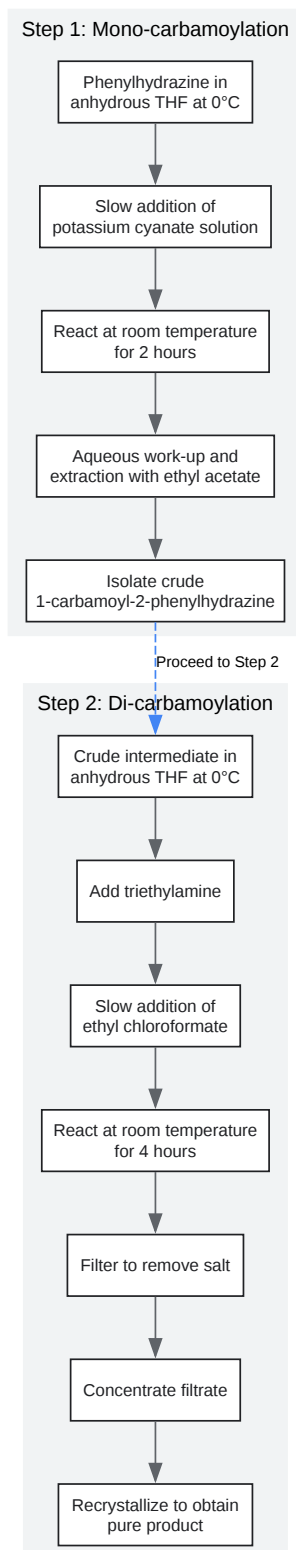 Step 1: Mono-carbamoylation
Phenylhydrazine in
anhydrous THF at 0°C
Slow addition of
potassium cyanate solution
React at room temperature
for 2 hours
Aqueous work-up and
extraction with ethyl acetate
Isolate crude
1-carbamoyl-2-phenylhydrazine
Proceed to Step 2
Step 2: Di-carbamoylation
Crude intermediate in
anhydrous THF at 0°C
Add triethylamine
Slow addition of
ethyl chloroformate
React at room temperature
for 4 hours
Filter to remove salt
Concentrate filtrate
Recrystallize to obtain
pure product